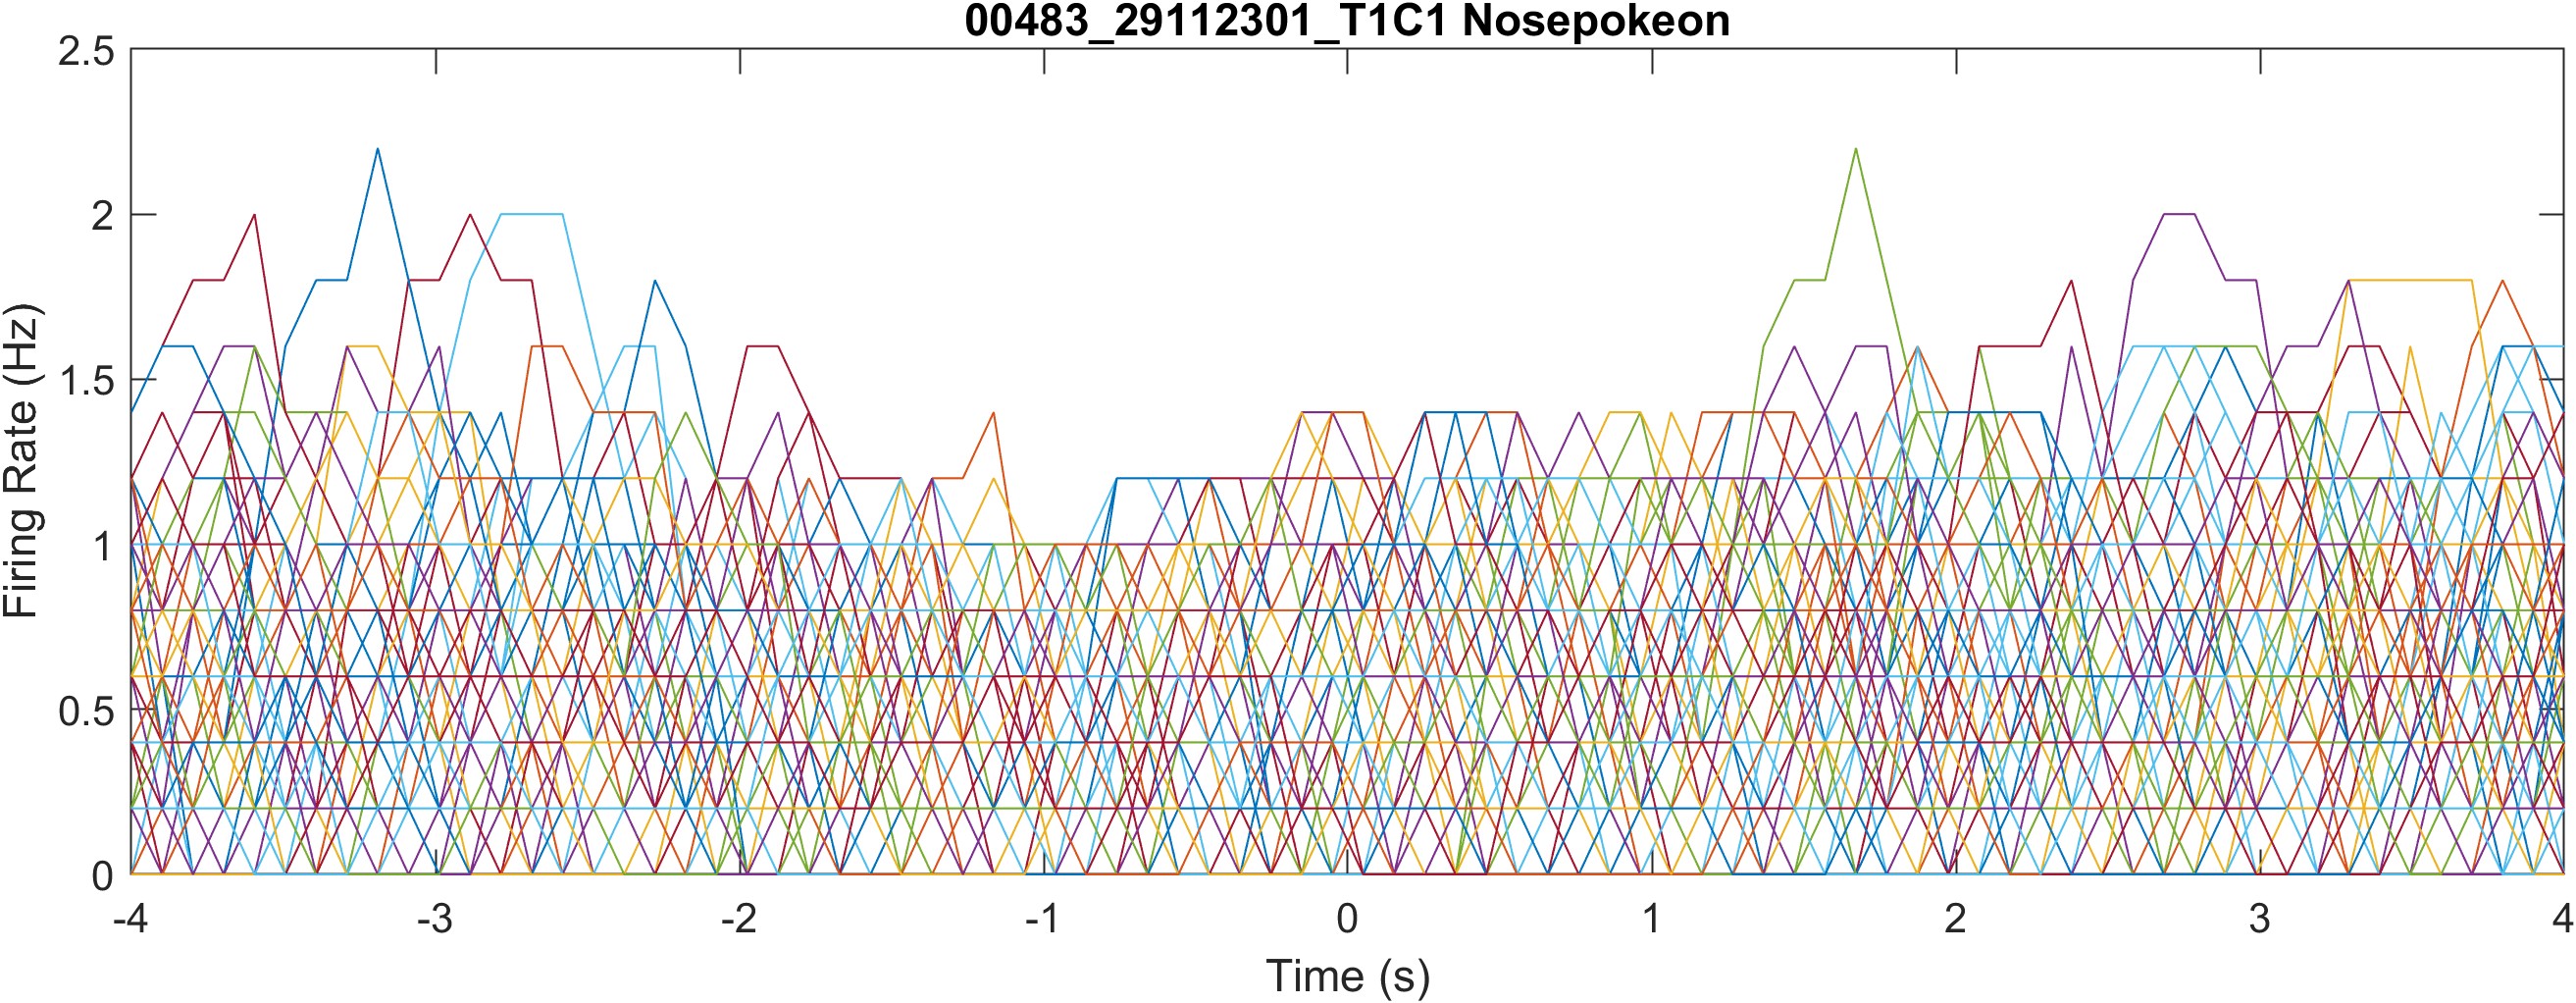 00483_29112301_T1C1 Nosepokeon
2.5
2
1.5
1
0.5
0
Firing Rate (Hz)
-4 -3 -2 -1 0 1 2 3 4
Time (s)